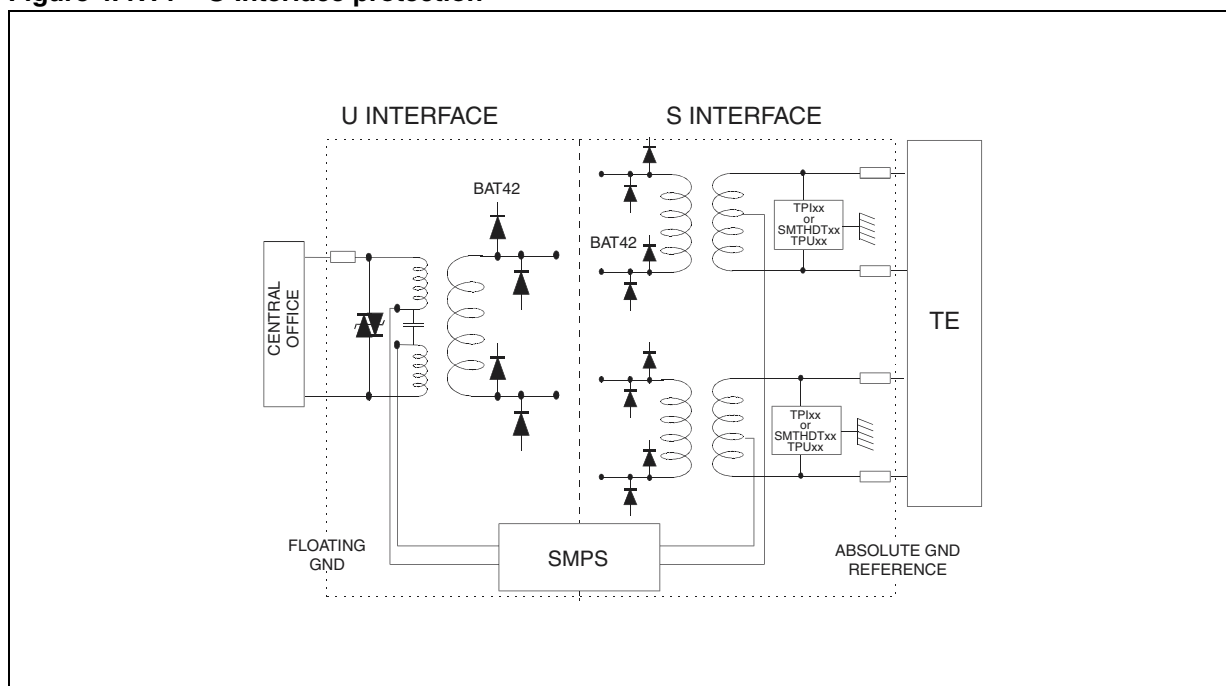 U INTERFACE
S INTERFACE
BAT42
BAT42
TPIxx
or
SMTHDTxx
TPUxx
CENTRAL
OFFICE
TE
TPIxx
or
SMTHDTxx
TPUxx
FLOATING
GND
SMPS
ABSOLUTE GND
REFERENCE